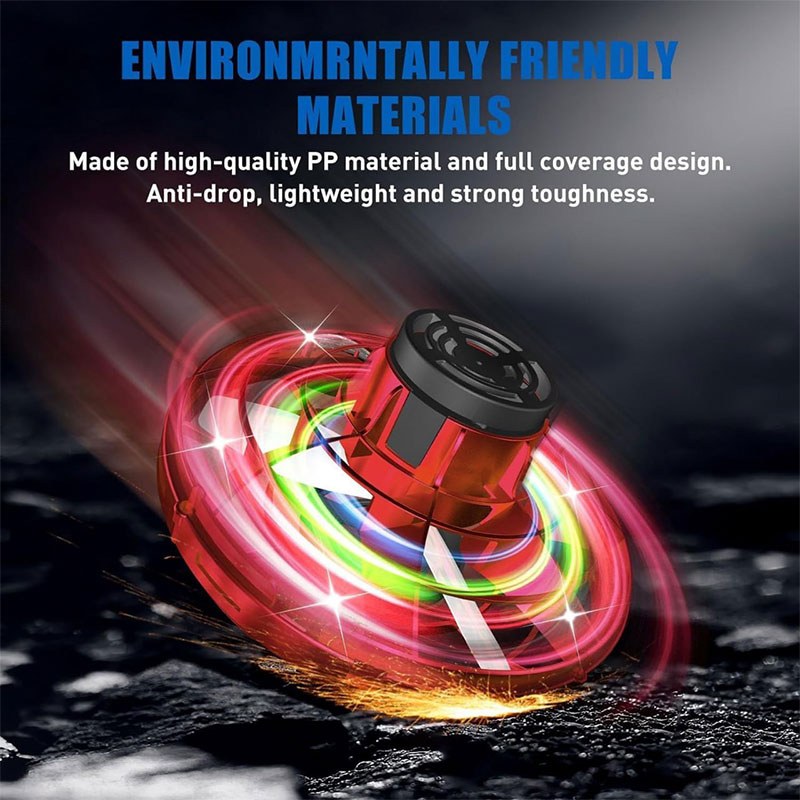 ENVIRONMRNTALLY FRIENDLY
MATERIALS
Made of high-quality PP material and full coverage design.
Anti-drop, lightweight and strong toughness.